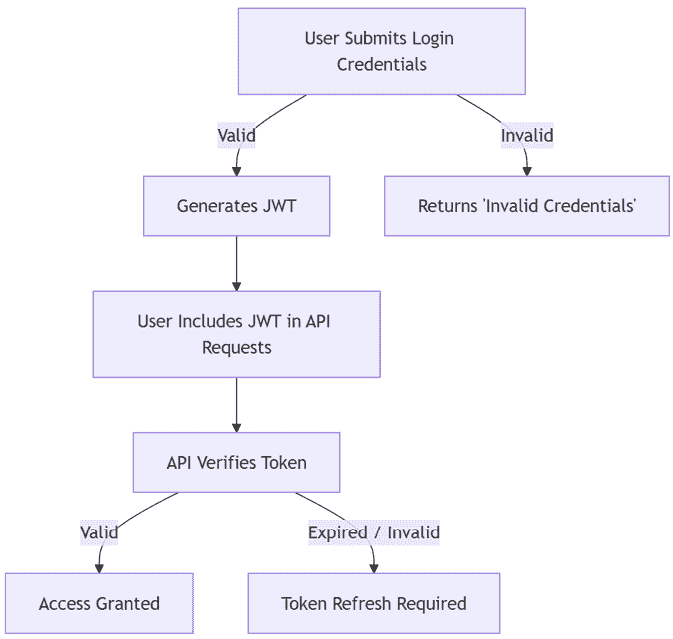 User Submits Login
Credentials
Valid
Invalid
Generates JWT
Returns 'Invalid Credentials'
User Includes JWT in API
Requests
API Verifies Token
Valid
Expired / Invalid
Access Granted
Token Refresh Required